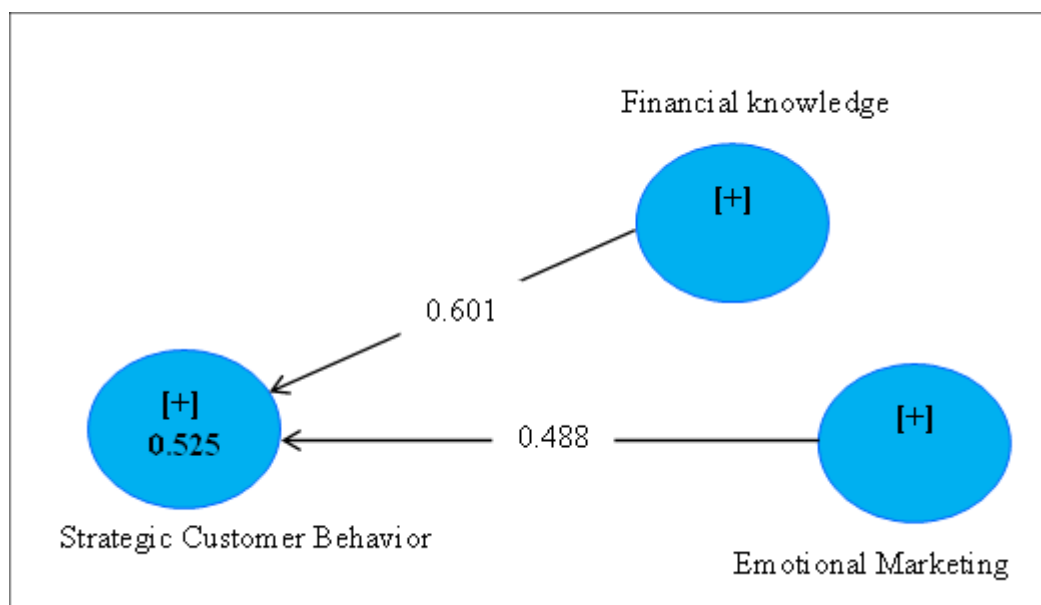 Financial knowledge
[+]
0.601
[+]
0.525
0.488
[+]
Strategic Customer Behavior
Emotional Marketing